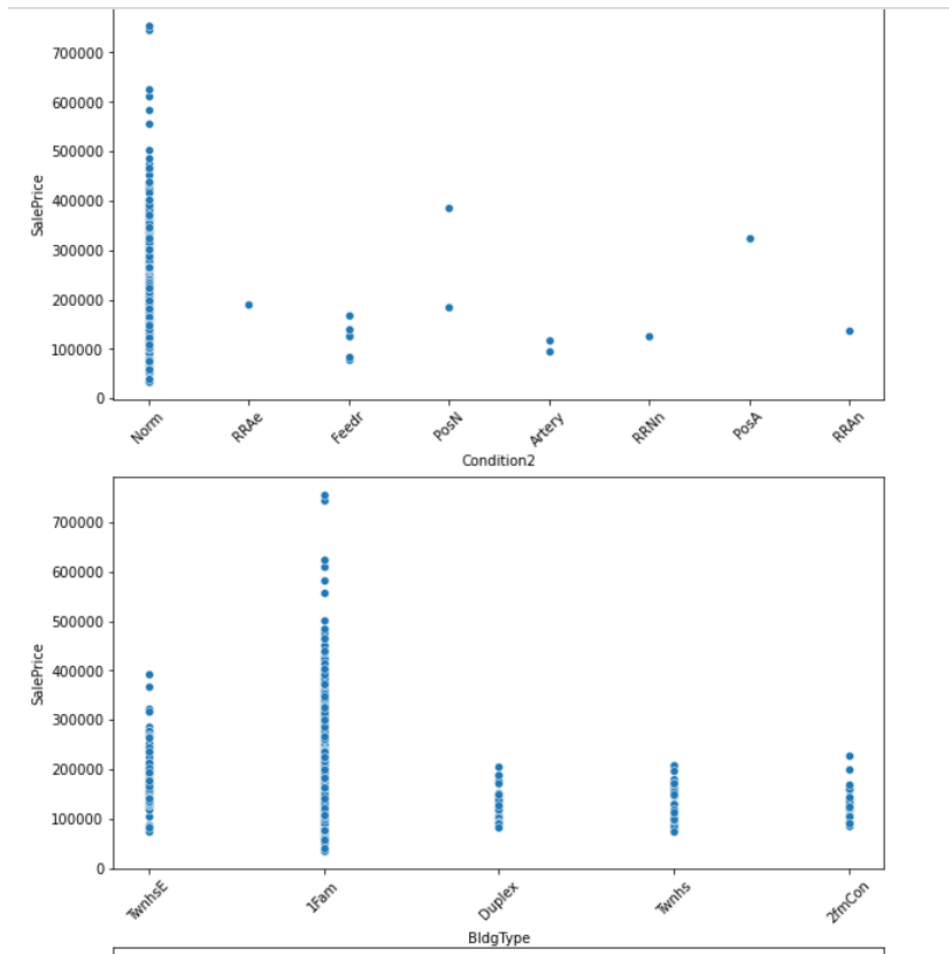 700000
600000
500000
400000
300000
200000
100000
0
SalePrice
Norm RRAe Feedr PosN Artery RRNn PosA RRAn
Condition2
700000
600000
500000
400000
300000
200000
100000
0
SalePrice
TwnhsE 1Fam Duplex Twnhs 2fmCon
BldgType